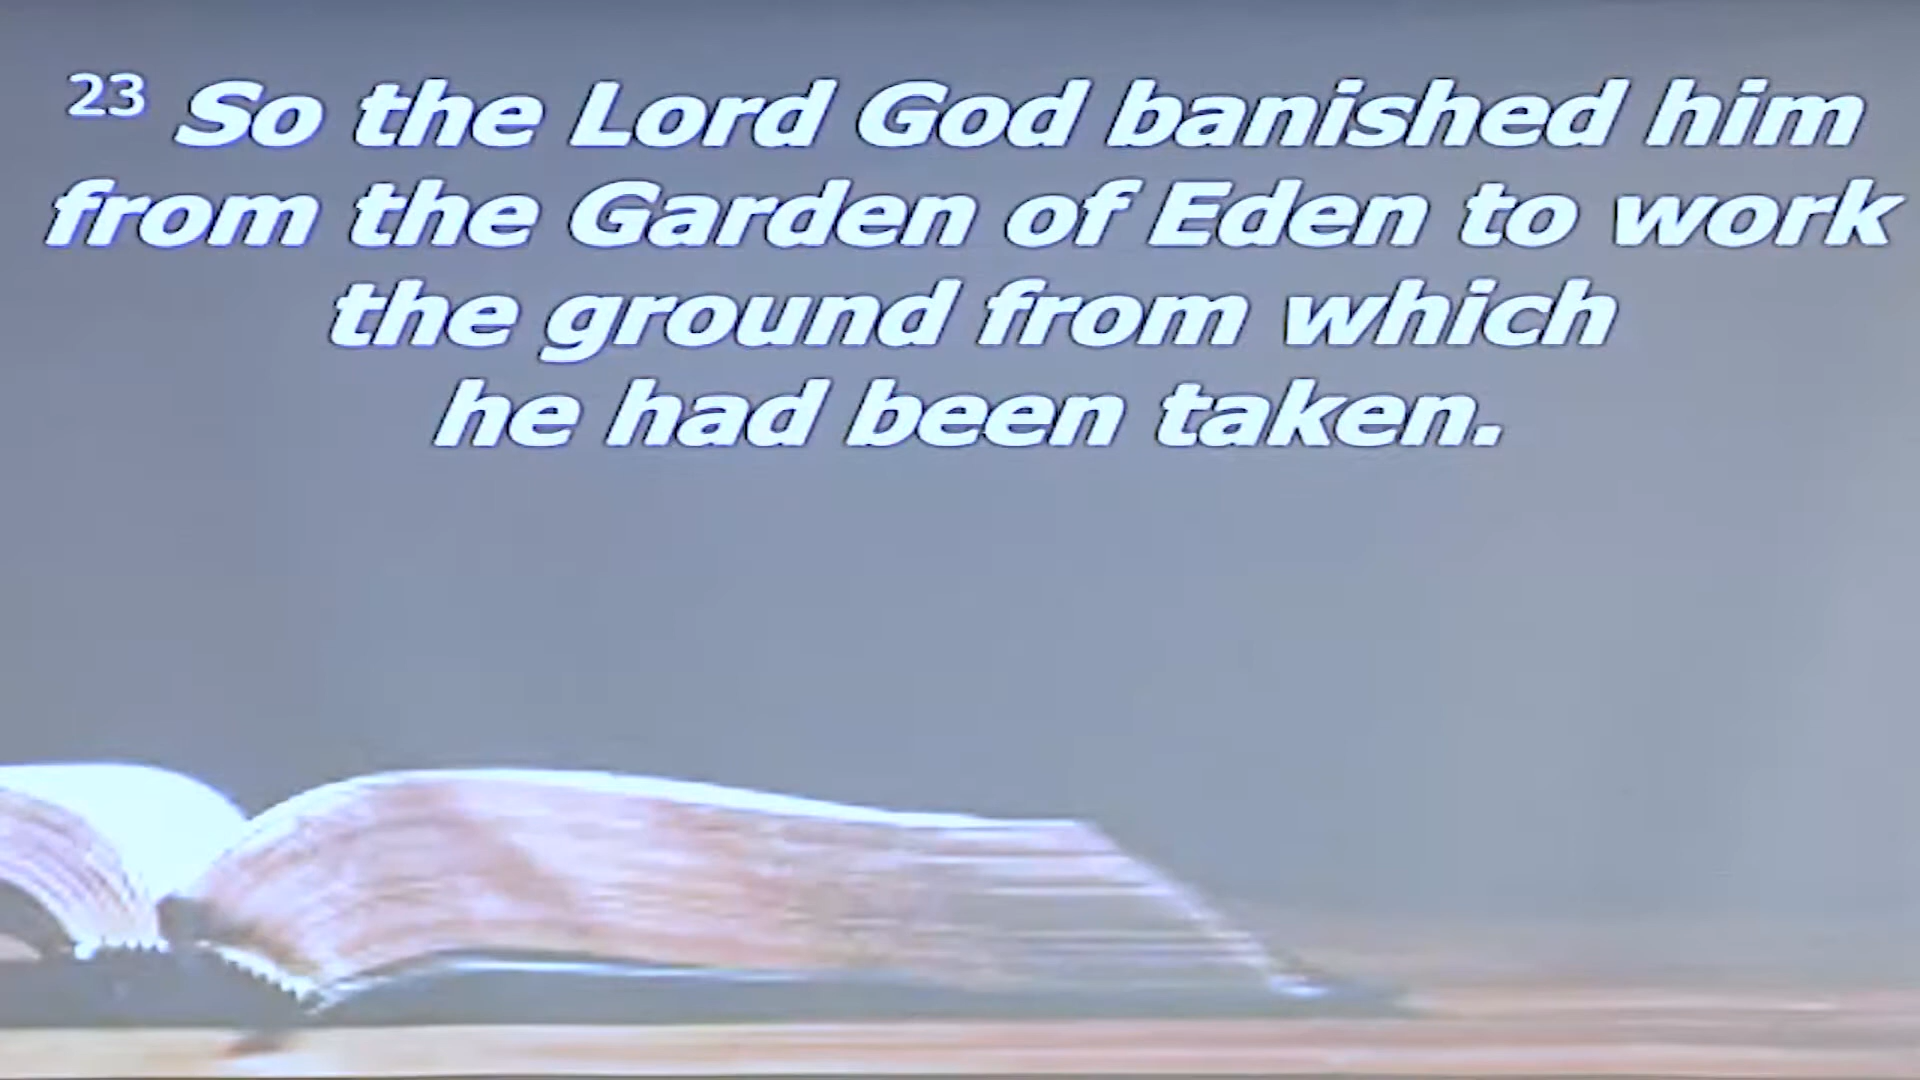 23 So the Lord God banished him
from the Garden of Eden to work
the ground from which
he had been taken.